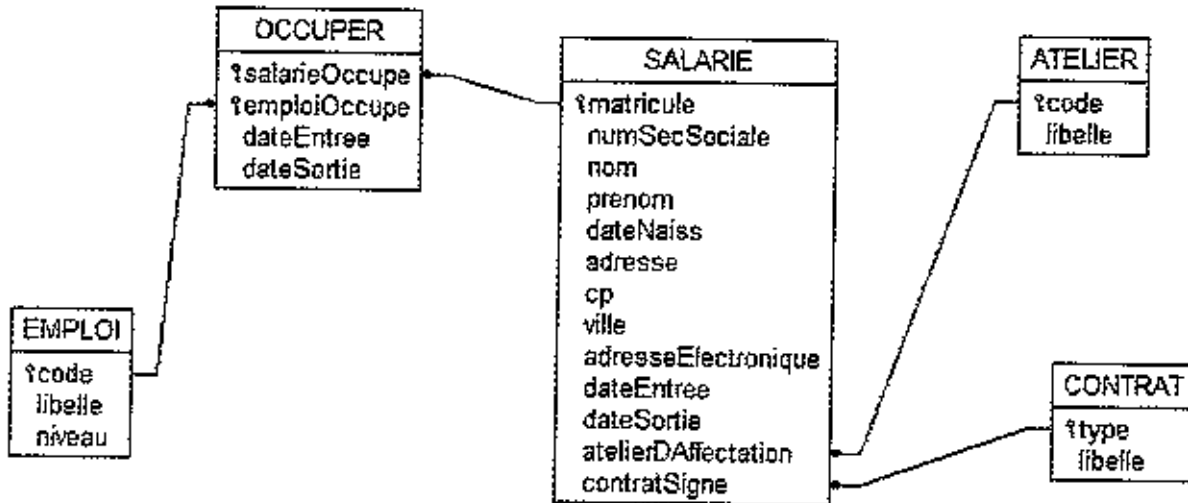 OCCUPER
salarieOccupe
emploiOccupe
dateEntree
dateSortie
SALARIE
matricule
numSecSociale
nom
prenom
dateNaiss
adresse
cp
ville
adresseElectronique
dateEntree
dateSortie
atelierDAffectation
contratSigne
ATELIER
code
libelle
EMPLOI
code
libelle
niveau
CONTRAT
type
libelle